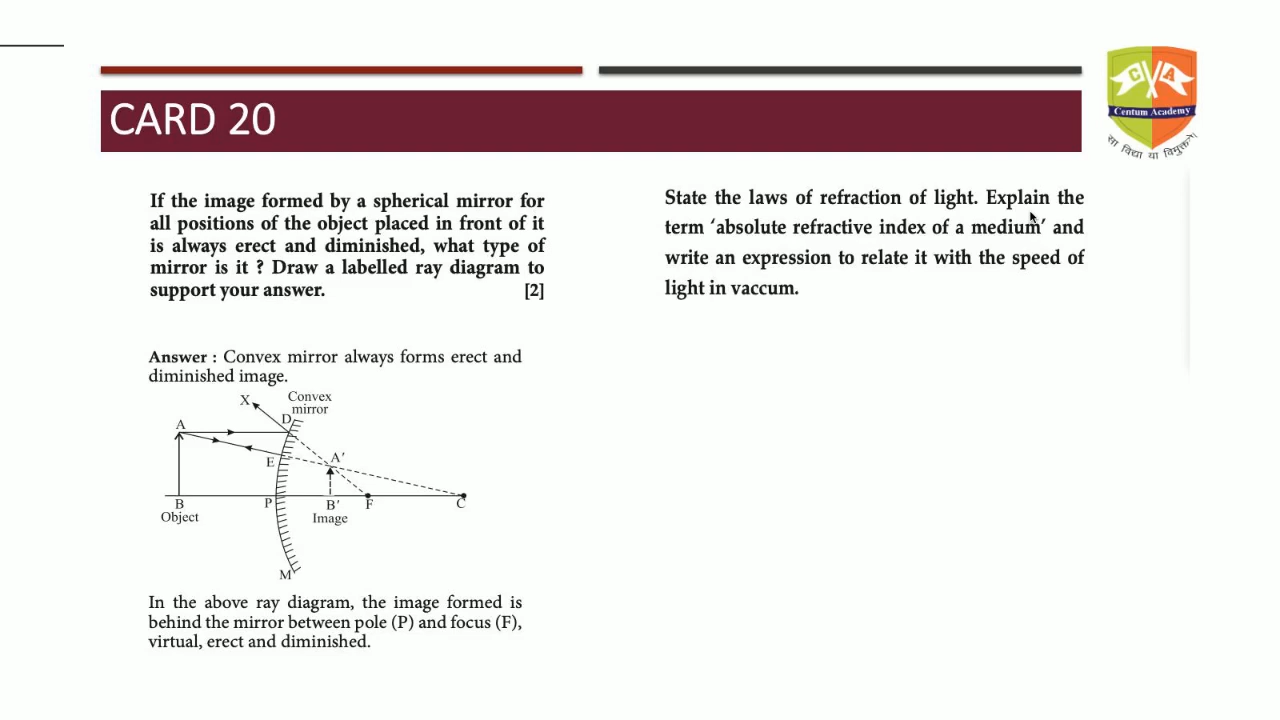 CARD 20
C A
Centum Academy
सा विद्या या विमुक्तये
If the image formed by a spherical mirror for
all positions of the object placed in front of it
is always erect and diminished, what type of
mirror is it ? Draw a labelled ray diagram to
support your answer. [2]
Answer : Convex mirror always forms erect and
diminished image.
X
Convex
mirror
D
A
E
A′
B
P
B′
F
C
Object
Image
M
In the above ray diagram, the image formed is
behind the mirror between pole (P) and focus (F),
virtual, erect and diminished.
State the laws of refraction of light. Explain the
term ‘absolute refractive index of a medium’ and
write an expression to relate it with the speed of
light in vaccum.